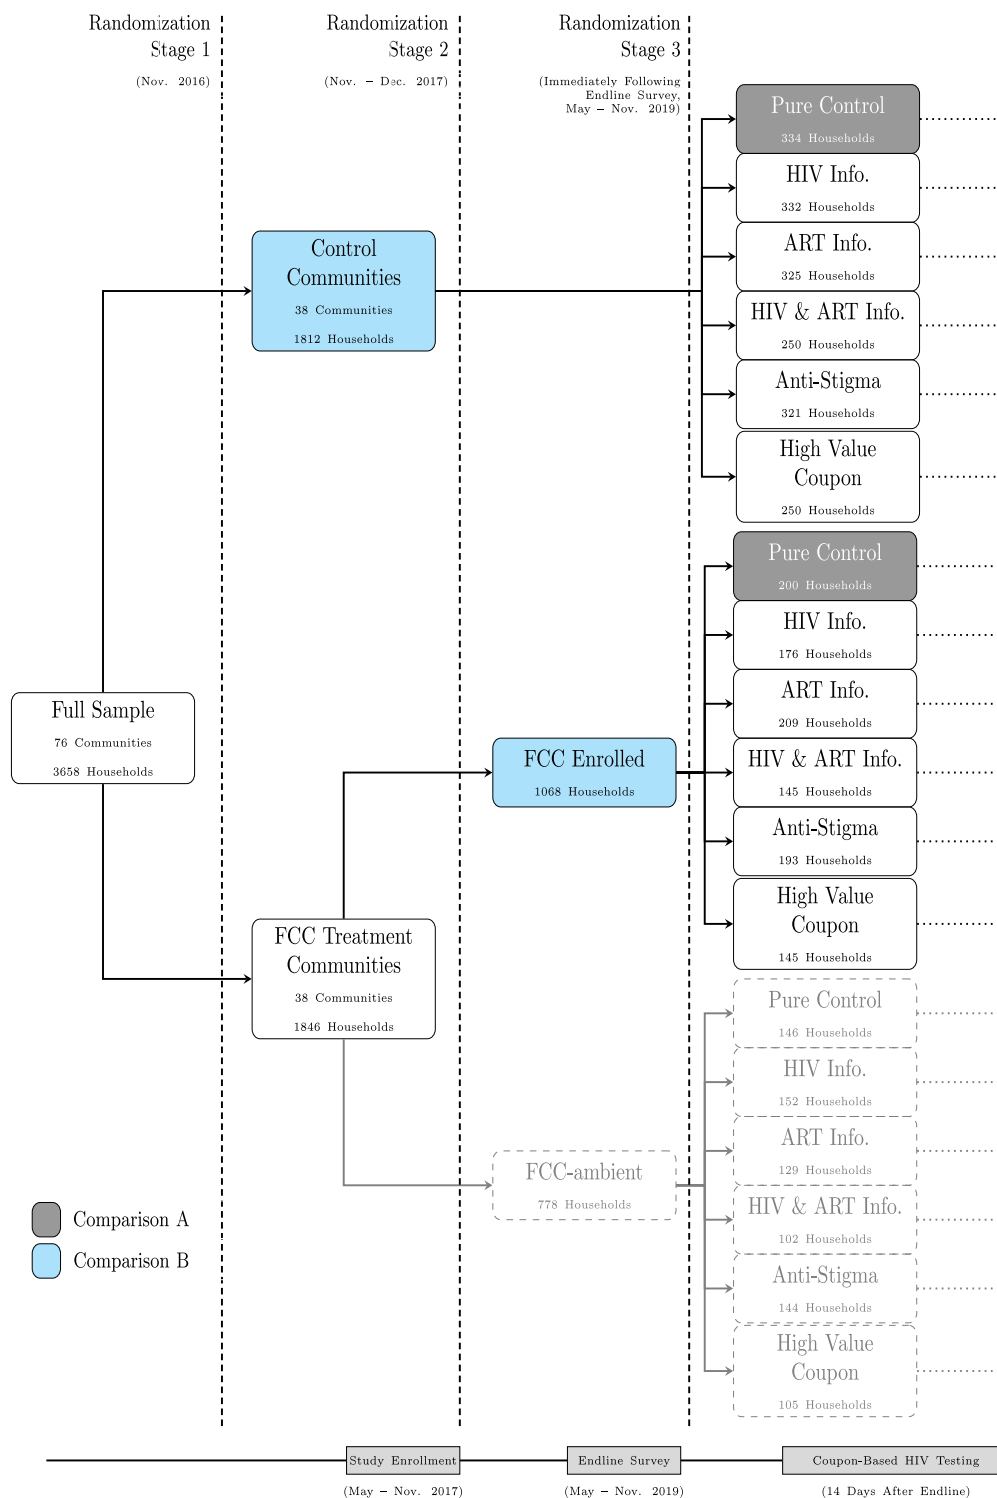 Randomization
Stage 1
(Nov. 2016)
Randomization
Stage 2
(Nov. – Dec. 2017)
Randomization
Stage 3
(Immediately Following
Endline Survey,
May – Nov. 2019)
Pure Control
334 Households
HIV Info.
332 Households
ART Info.
325 Households
HIV & ART Info.
250 Households
Anti-Stigma
321 Households
High Value
Coupon
250 Households
Control
Communities
38 Communities
1812 Households
Pure Control
200 Households
HIV Info.
176 Households
ART Info.
209 Households
HIV & ART Info.
145 Households
Anti-Stigma
193 Households
High Value
Coupon
145 Households
Full Sample
76 Communities
3658 Households
FCC Enrolled
1068 Households
FCC Treatment
Communities
38 Communities
1846 Households
Pure Control
146 Households
HIV Info.
152 Households
ART Info.
129 Households
HIV & ART Info.
102 Households
Anti-Stigma
144 Households
High Value
Coupon
105 Households
FCC-ambient
778 Households
Comparison A
Comparison B
Study Enrollment
(May – Nov. 2017)
Endline Survey
(May – Nov. 2019)
Coupon-Based HIV Testing
(14 Days After Endline)